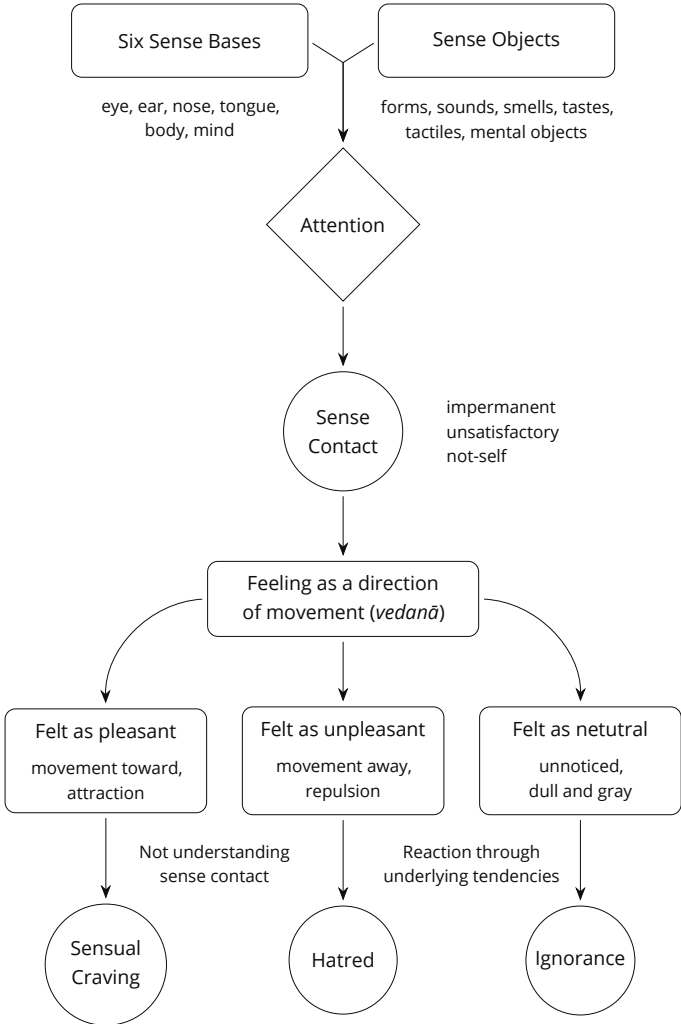 Six Sense Bases
Sense Objects
eye, ear, nose, tongue,
body, mind
forms, sounds, smells, tastes,
tactiles, mental objects
Attention
Sense
Contact
impermanent
unsatisfactory
not-self
Feeling as a direction
of movement (vedanā)
Felt as pleasant
movement toward,
attraction
Felt as unpleasant
movement away,
repulsion
Felt as netutral
unnoticed,
dull and gray
Not understanding
sense contact
Reaction through
underlying tendencies
Sensual
Craving
Hatred
Ignorance